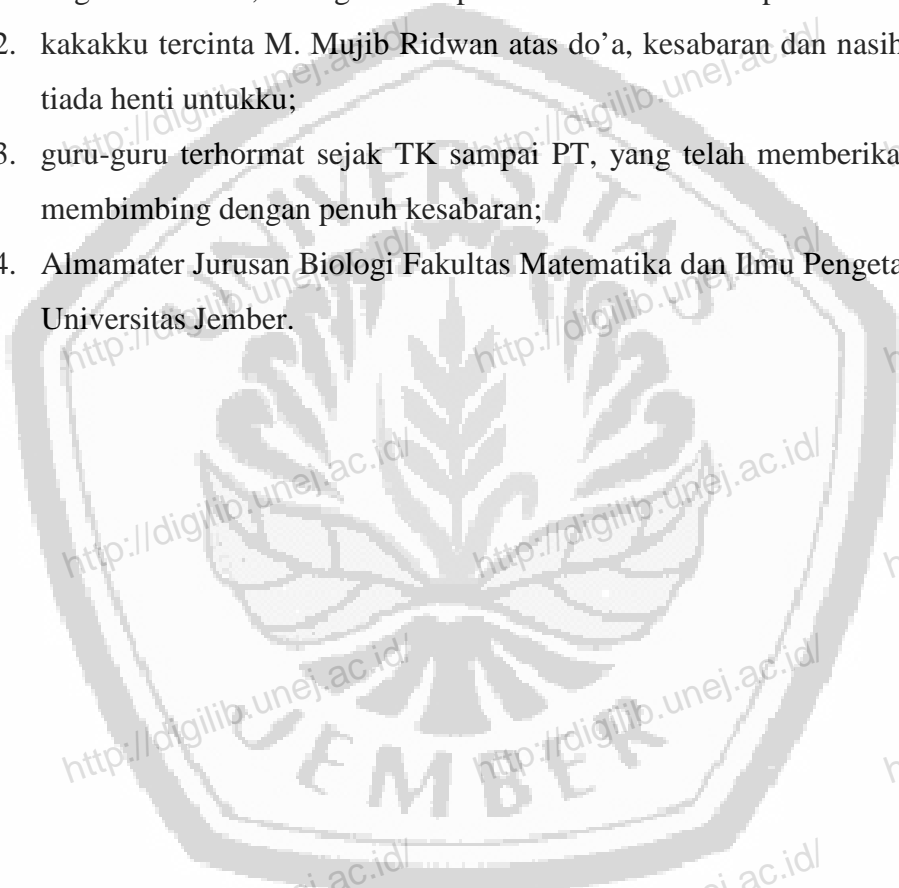 2. kakakku tercinta M. Mujib Ridwan atas do’a, kesabaran dan
tiada henti untukku;
3. guru-guru terhormat sejak TK sampai PT, yang telah
membimbing dengan penuh kesabaran;
4. Almamater Jurusan Biologi Fakultas Matematika dan Ilmu
Universitas Jember.
UNIVERSITAS
JEMBER
http://digilib.unej.ac.id/
http://digilib.unej.ac.id/
http://digilib.unej.ac.id/
http://digilib.unej.ac.id/
http://digilib.unej.ac.id/
http://digilib.unej.ac.id/
http://digilib.unej.ac.id/
http://digilib.unej.ac.id/